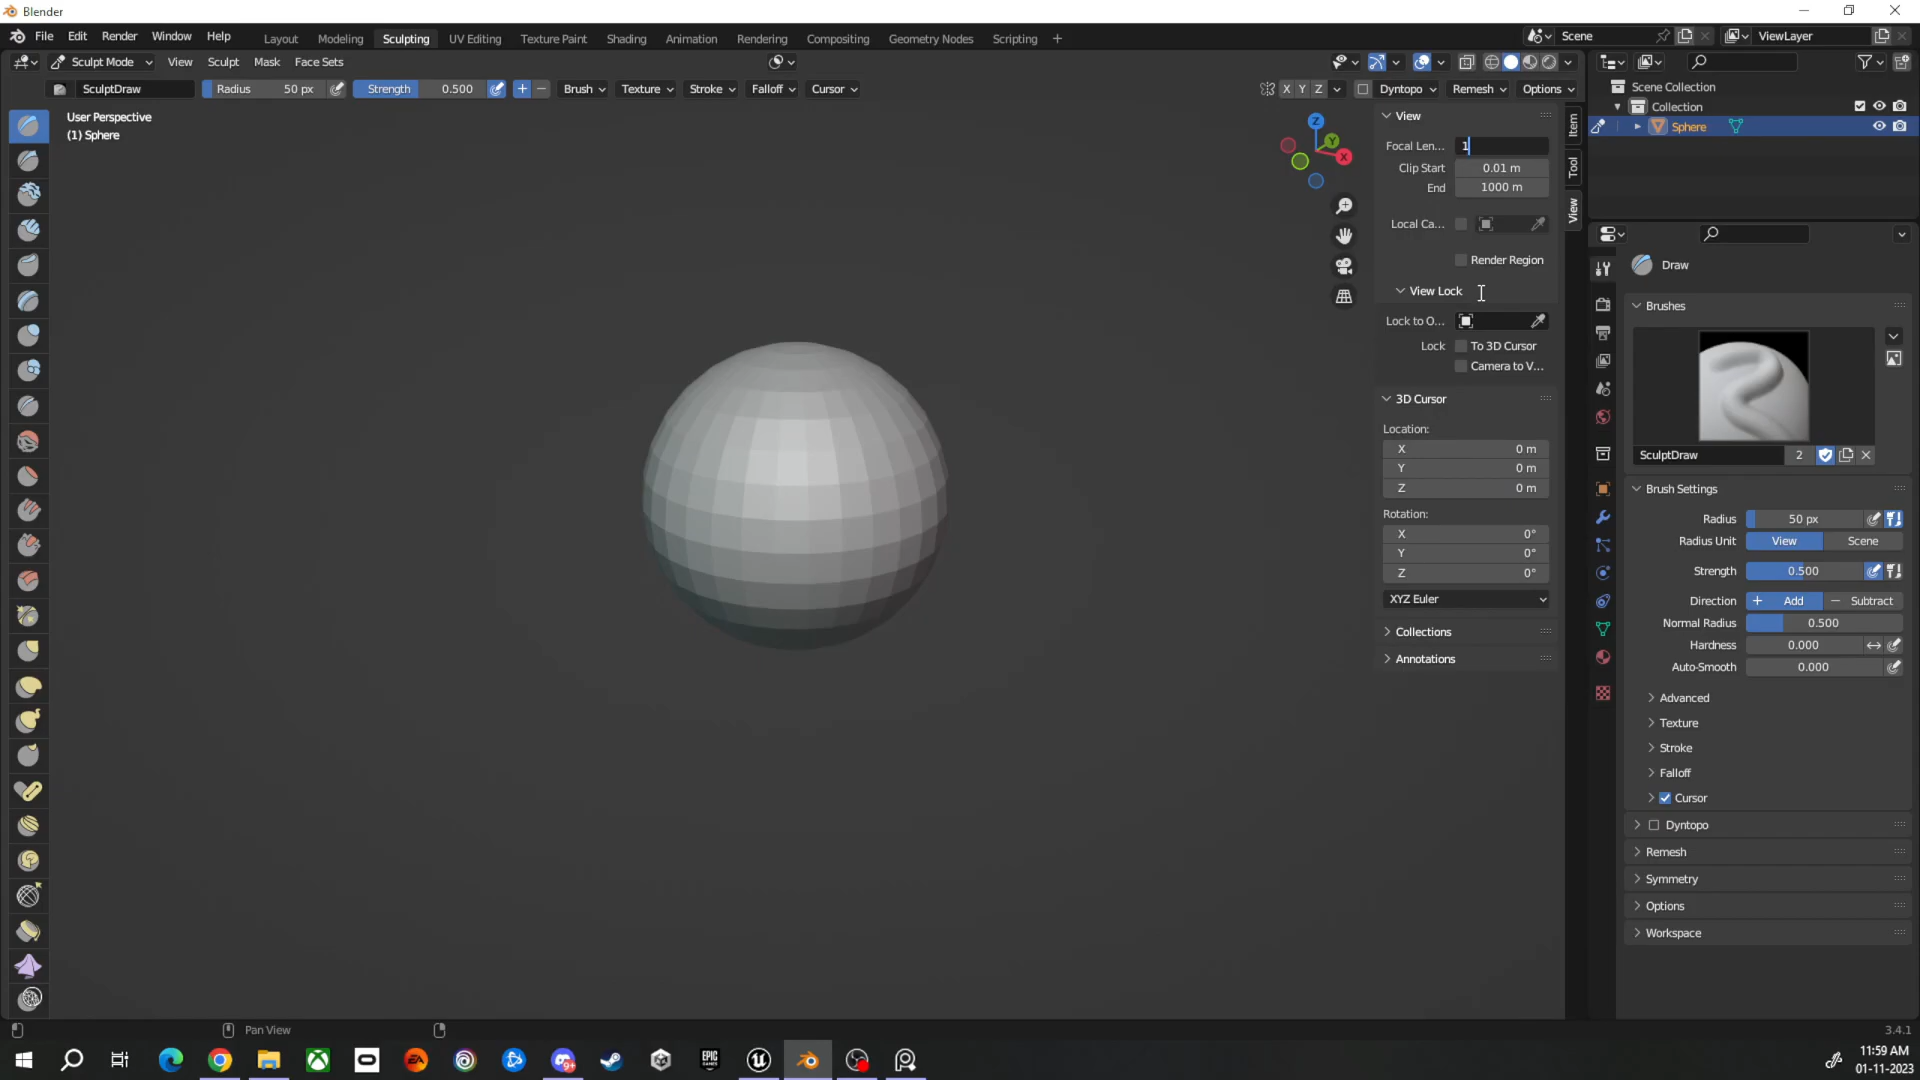 Blender
File Edit Render Window Help Layout Modeling Sculpting UV Editing Texture Paint Shading Animation Rendering Compositing Geometry Nodes Scripting + Scene ViewLayer
Sculpt Mode View Sculpt Mask Face Sets
SculptDraw Radius 50 px Strength 0.500 + − Brush Texture Stroke Falloff Cursor X Y Z Dyntopo Remesh Options
User Perspective
(1) Sphere
Z
Y
X
View
Focal Len... 1
Clip Start 0.01 m
End 1000 m
Local Ca...
Render Region
View Lock
Lock to O...
Lock To 3D Cursor
Camera to V...
3D Cursor
Location:
X 0 m
Y 0 m
Z 0 m
Rotation:
X 0°
Y 0°
Z 0°
XYZ Euler
Collections
Annotations
Item
Tool
View
Scene Collection
Collection
Sphere
Draw
Brushes
SculptDraw 2
Brush Settings
Radius 50 px
Radius Unit View Scene
Strength 0.500
Direction + Add − Subtract
Normal Radius 0.500
Hardness 0.000
Auto-Smooth 0.000
Advanced
Texture
Stroke
Falloff
Cursor
Dyntopo
Remesh
Symmetry
Options
Workspace
Pan View
3.4.1
EA
9+
EPIC
GAMES
11:59 AM
01-11-2023